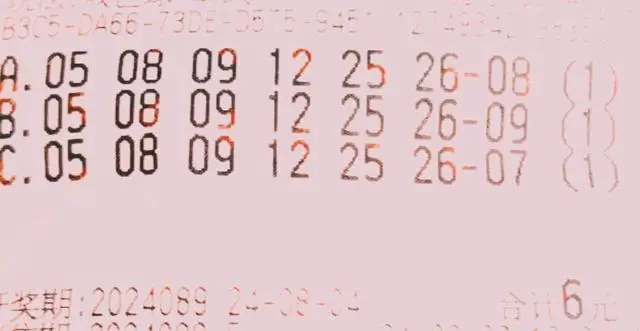 B3C5-DA66-73DE-D575-9451
A.05 08 09 12 25 26-08 (1)
B.05 08 09 12 25 26-09 (1)
C.05 08 09 12 25 26-07 (1)
开奖期:2024089 24-08-04 合计6元